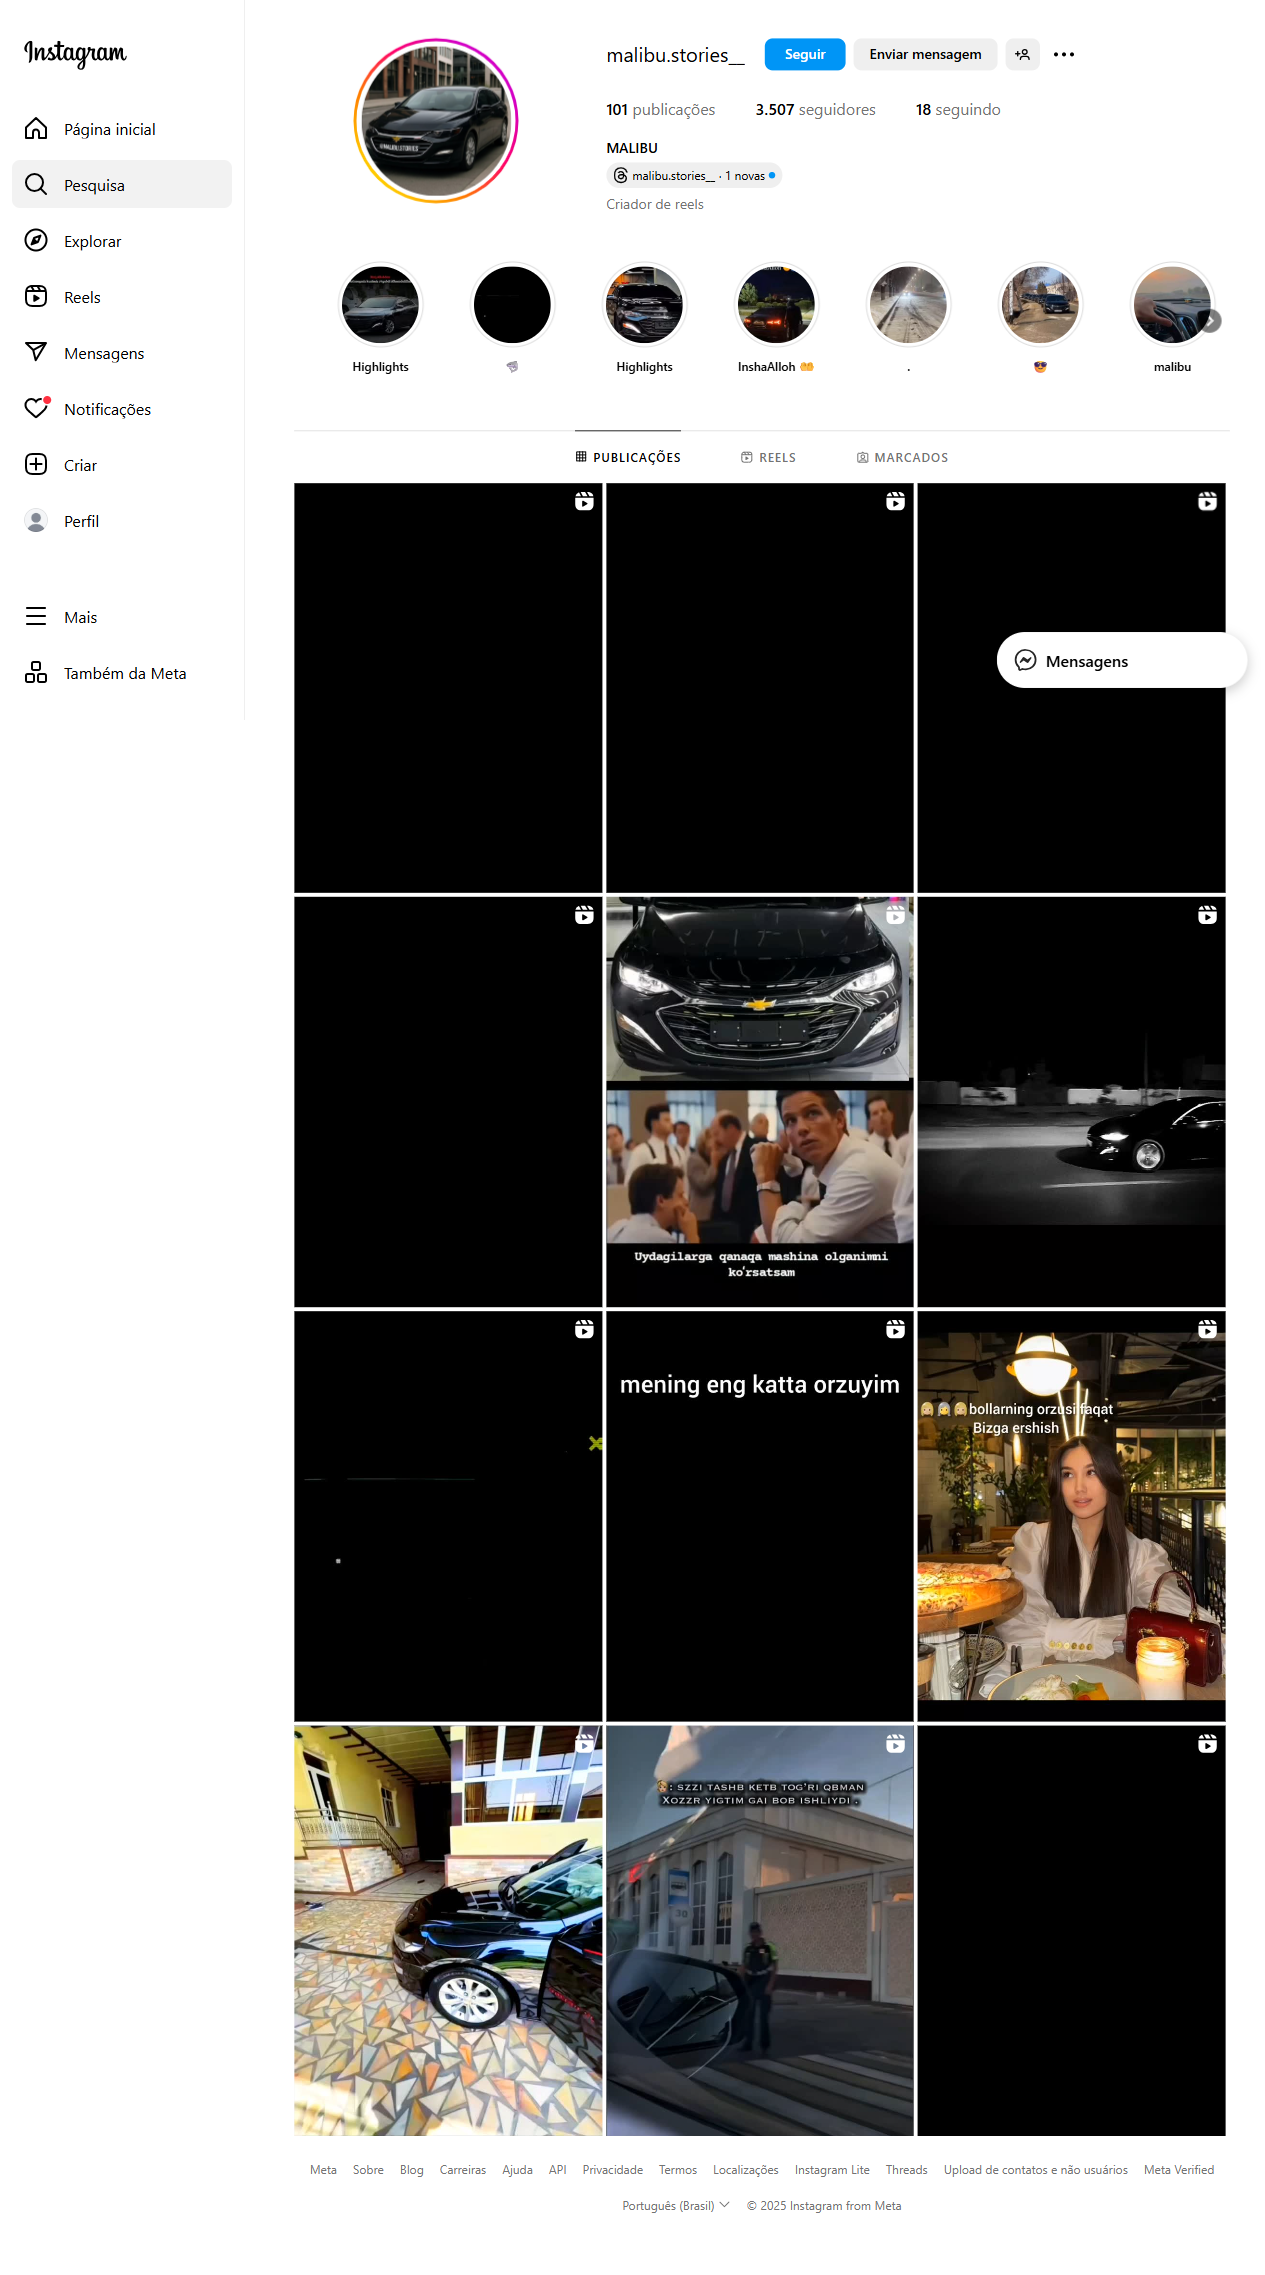 Instagram
Página inicial
Pesquisa
Explorar
Reels
Mensagens
Notificações
Criar
Perfil
Mais
Também da Meta
malibu.stories__
Seguir
Enviar mensagem
101 publicações
3.507 seguidores
18 seguindo
MALIBU
malibu.stories__ · 1 novas
Criador de reels
@MALIBU.STORIES
Highlights
Highlights
InshaAlloh 🤲
.
😎
malibu
PUBLICAÇÕES
REELS
MARCADOS
Mensagens
Uydagilarga qanaqa mashina olganimni
ko'rsatsam
mening eng katta orzuyim
bollarning orzusi faqat
Bizga ershish
: SZZI TASHB KETB TOG'RI QBMAN
XOZZR YIGTIM GAI BOB ISHLIYDI .
30
Meta
Sobre
Blog
Carreiras
Ajuda
API
Privacidade
Termos
Localizações
Instagram Lite
Threads
Upload de contatos e não usuários
Meta Verified
Português (Brasil)
© 2025 Instagram from Meta